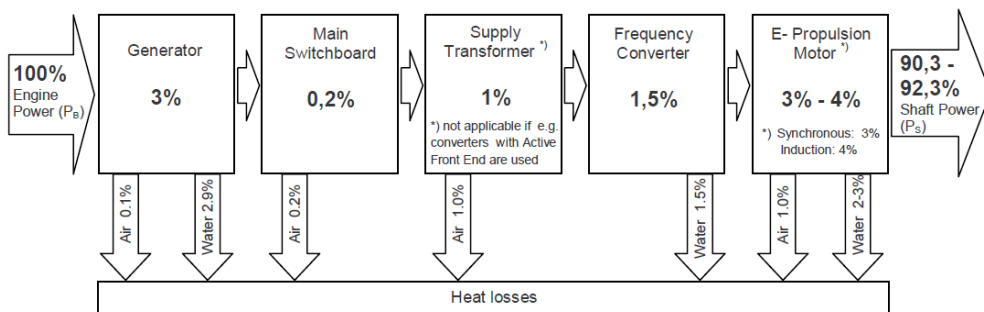 100%
Engine
Power (PB)
Generator
3%
Main
Switchboard
0,2%
Supply
Transformer *)
1%
*) not applicable if e.g.
converters with Active
Front End are used
Frequency
Converter
1,5%
E- Propulsion
Motor *)
3% - 4%
*) Synchronous: 3%
Induction: 4%
90,3 -
92,3%
Shaft Power
(PS)
Air 0.1%
Water 2.9%
Air 0.2%
Air 1.0%
Water 1.5%
Air 1.0%
Water 2-3%
Heat losses